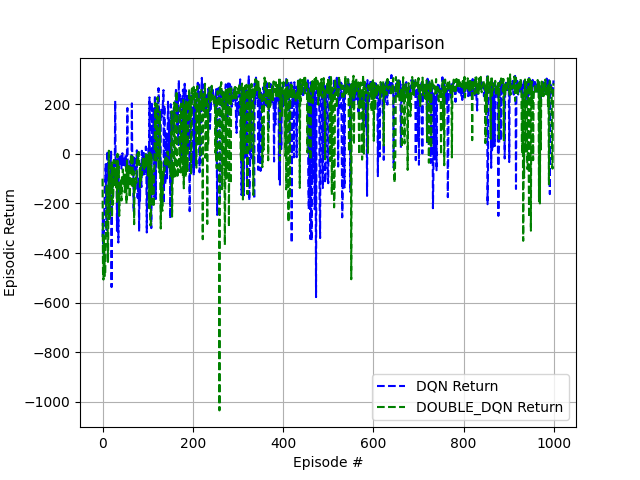 Episodic Return Comparison
Episodic Return
200
0
−200
−400
−600
−800
−1000
0
200
400
600
800
1000
Episode #
DQN Return
DOUBLE_DQN Return